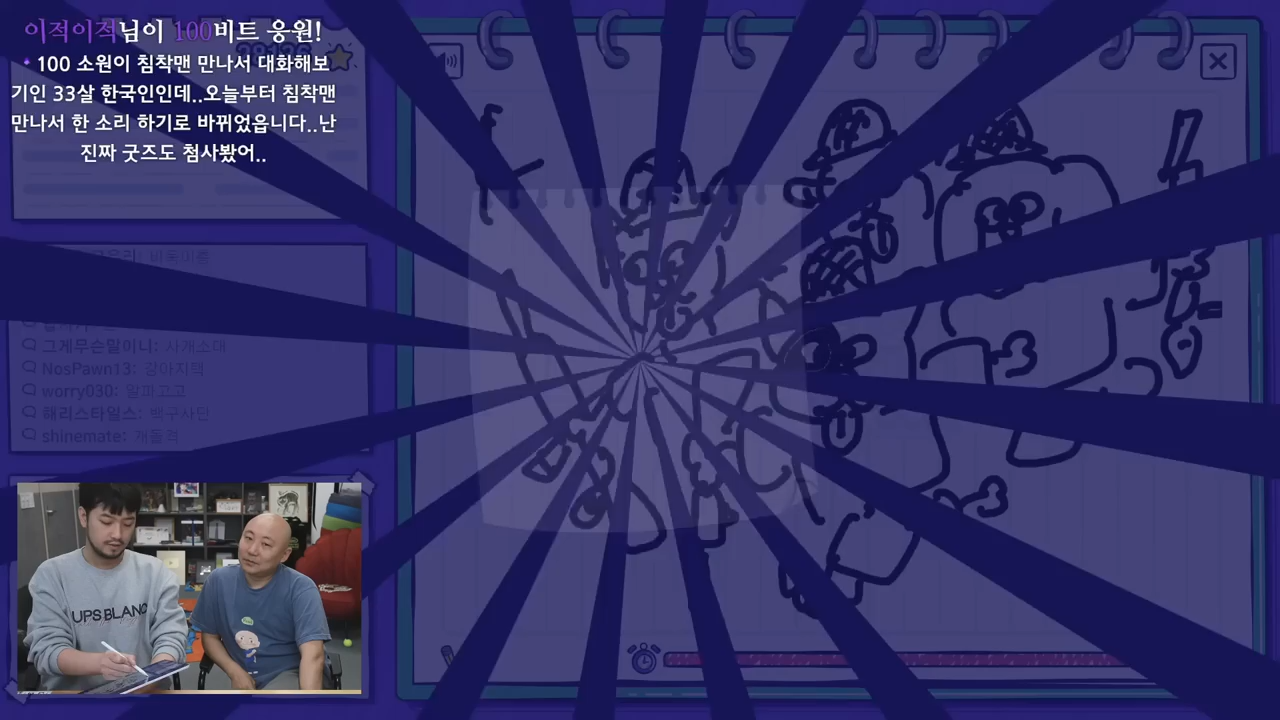 이적이적님이 100비트 응원!
100 소원이 침착맨 만나서 대화해보
기인 33살 한국인인데..오늘부터 침착맨
만나서 한 소리 하기로 바뀌었읍니다..난
진짜 굿즈도 첨사봤어..
그게무슨말이니: 사개소대
NosPawn13: 강아지떡
worry030: 알파고고
해리스타일스: 백구사단
shinemate: 개돌격
UPS BLANC